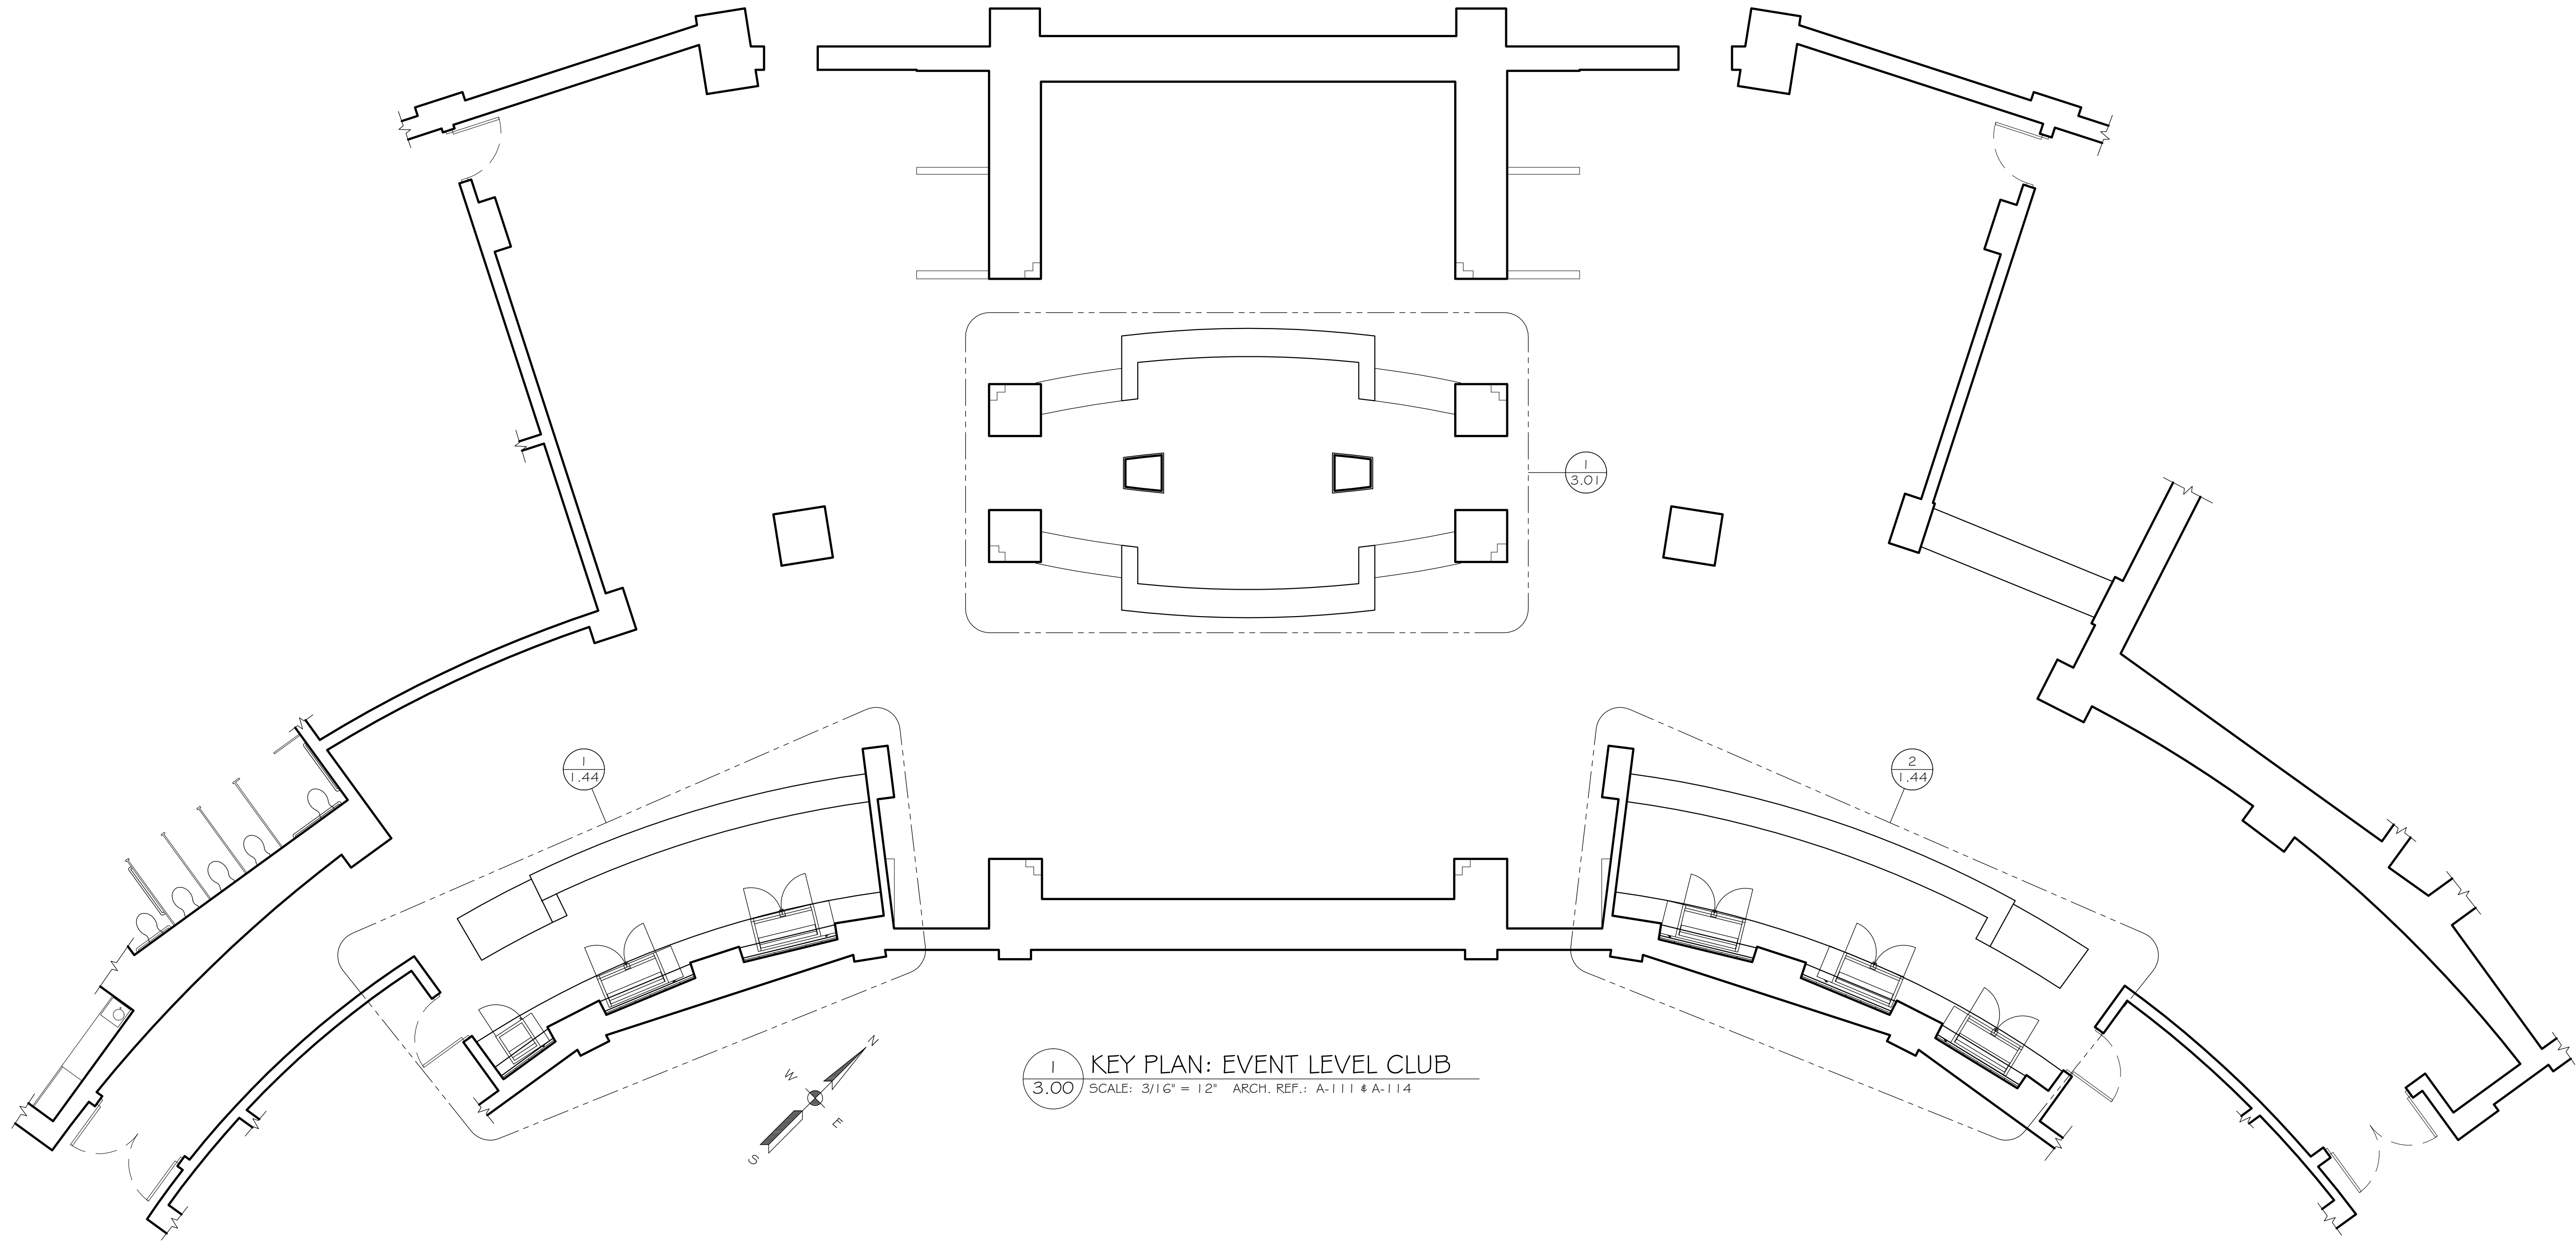 1
3.01
1
1.44
2
1.44
1
3.00
KEY PLAN: EVENT LEVEL CLUB
SCALE: 3/16" = 12" ARCH. REF.: A-111 & A-114
N
W
E
S